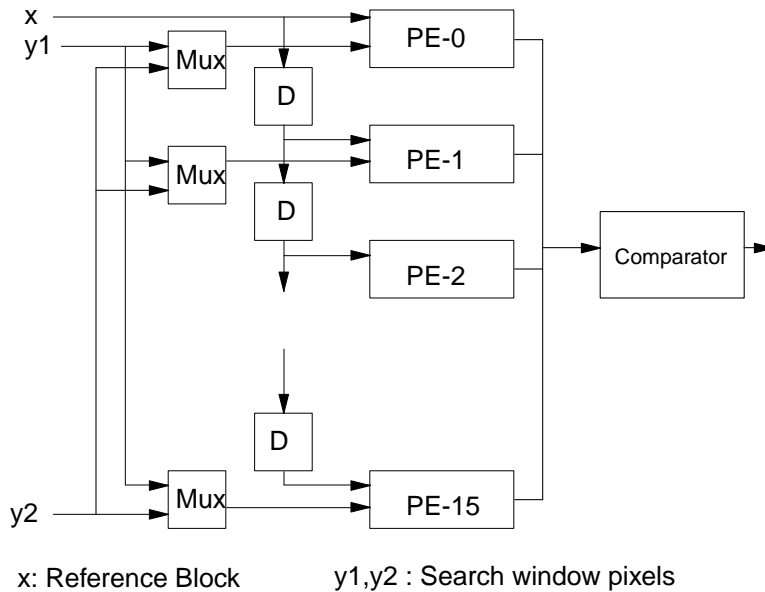 x
y1
Mux
PE-0
D
Mux
PE-1
D
PE-2
Comparator
D
Mux
PE-15
y2
x: Reference Block
y1,y2 : Search window pixels